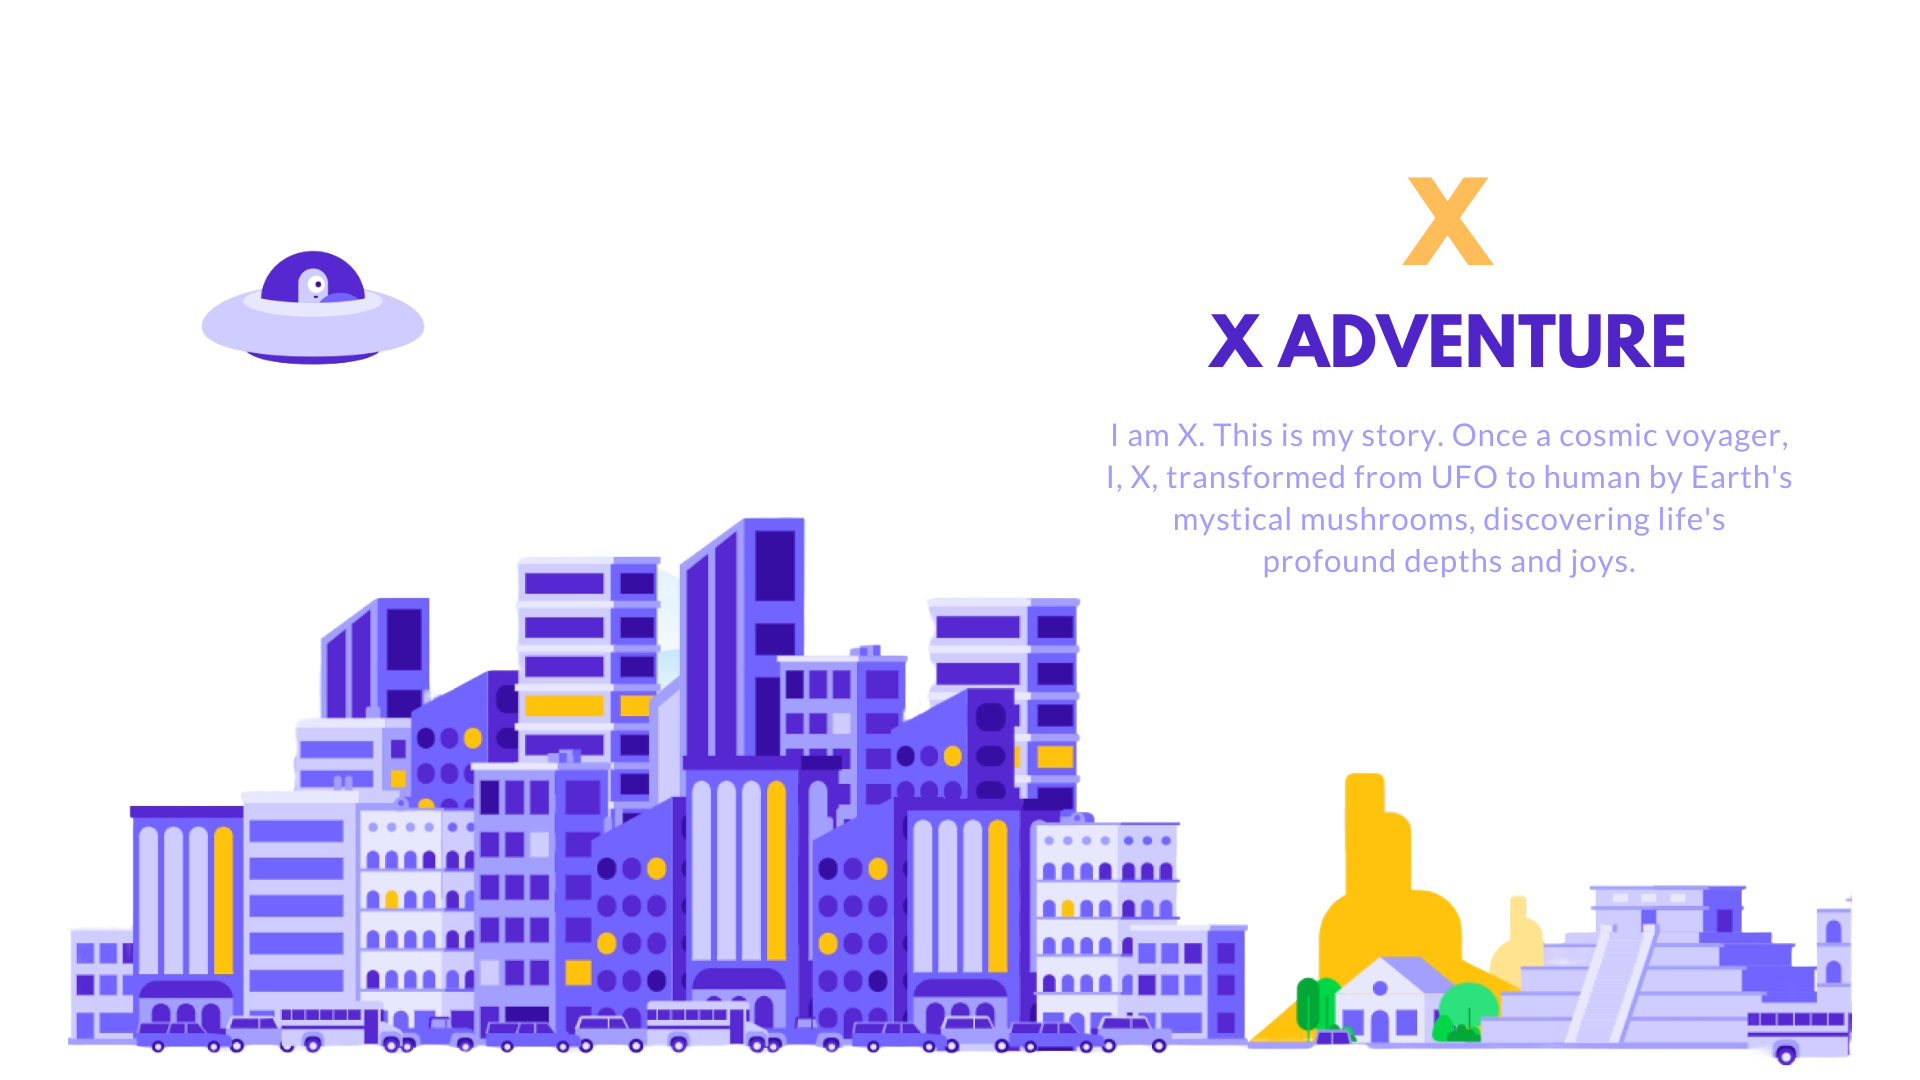 X
X ADVENTURE
I am X. This is my story. Once a cosmic voyager,
I, X, transformed from UFO to human by Earth's
mystical mushrooms, discovering life's
profound depths and joys.